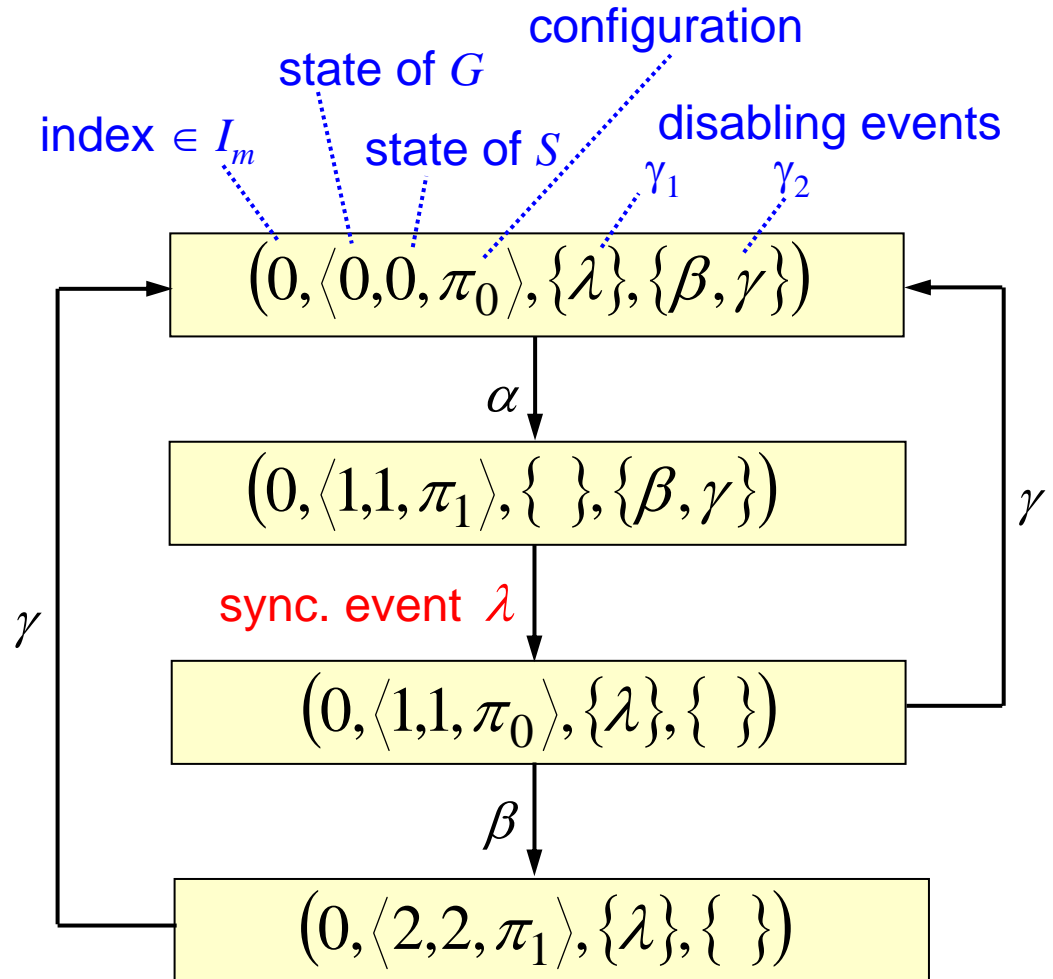 configuration
state of G
index ∈ I_m
state of S
disabling events
γ₁ γ₂
(0,⟨0,0,π₀⟩,{λ},{β,γ})
α
(0,⟨1,1,π₁⟩,{ },{β,γ})
γ
γ
sync. event λ
(0,⟨1,1,π₀⟩,{λ},{ })
β
(0,⟨2,2,π₁⟩,{λ},{ })